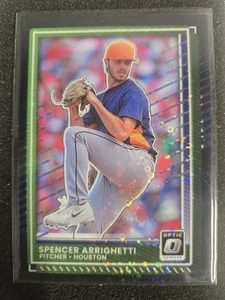 SPENCER ARRIGHETTI
PITCHER • HOUSTON
OPTIC